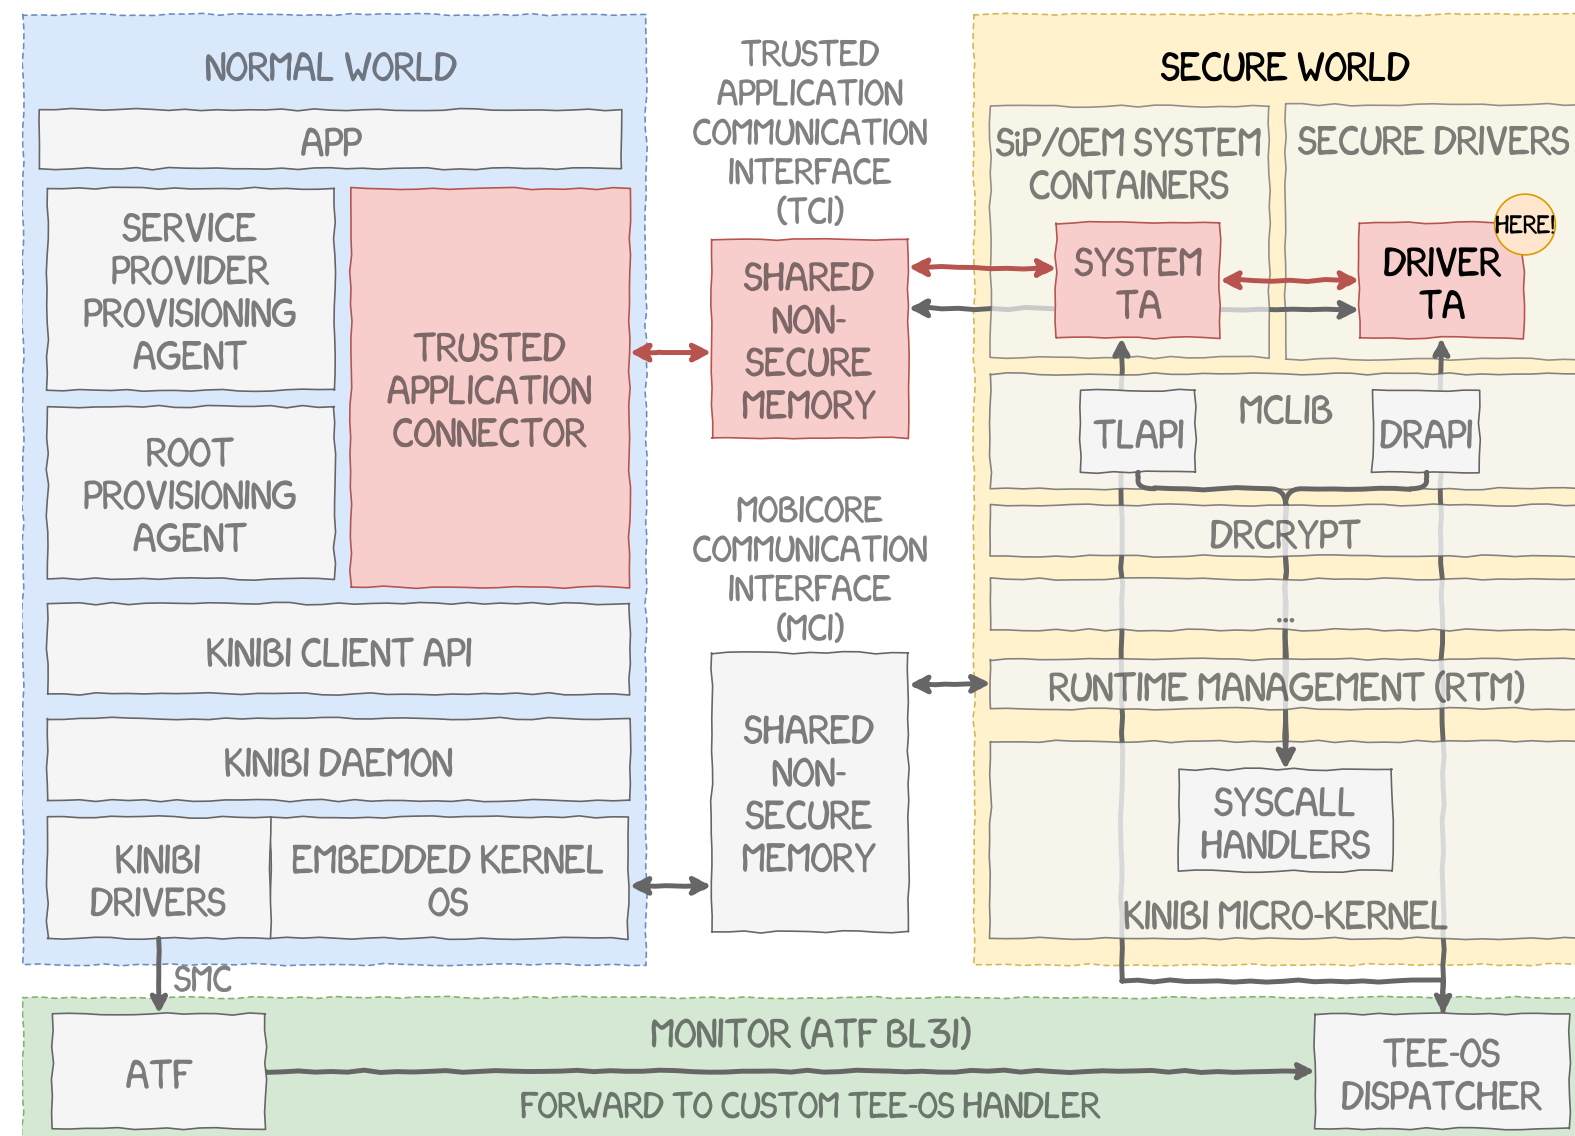 NORMAL WORLD
APP
SERVICE
PROVIDER
PROVISIONING
AGENT
ROOT
PROVISIONING
AGENT
TRUSTED
APPLICATION
CONNECTOR
KINIBI CLIENT API
KINIBI DAEMON
KINIBI
DRIVERS
EMBEDDED KERNEL
OS
SMC
TRUSTED
APPLICATION
COMMUNICATION
INTERFACE
(TCI)
SHARED
NON-
SECURE
MEMORY
MOBICORE
COMMUNICATION
INTERFACE
(MCI)
SHARED
NON-
SECURE
MEMORY
SECURE WORLD
SiP/OEM SYSTEM
CONTAINERS
SYSTEM
TA
SECURE DRIVERS
HERE!
DRIVER
TA
MCLIB
TLAPI
DRAPI
DRCRYPT
...
RUNTIME MANAGEMENT (RTM)
SYSCALL
HANDLERS
KINIBI MICRO-KERNEL
MONITOR (ATF BL31)
ATF
FORWARD TO CUSTOM TEE-OS HANDLER
TEE-OS
DISPATCHER